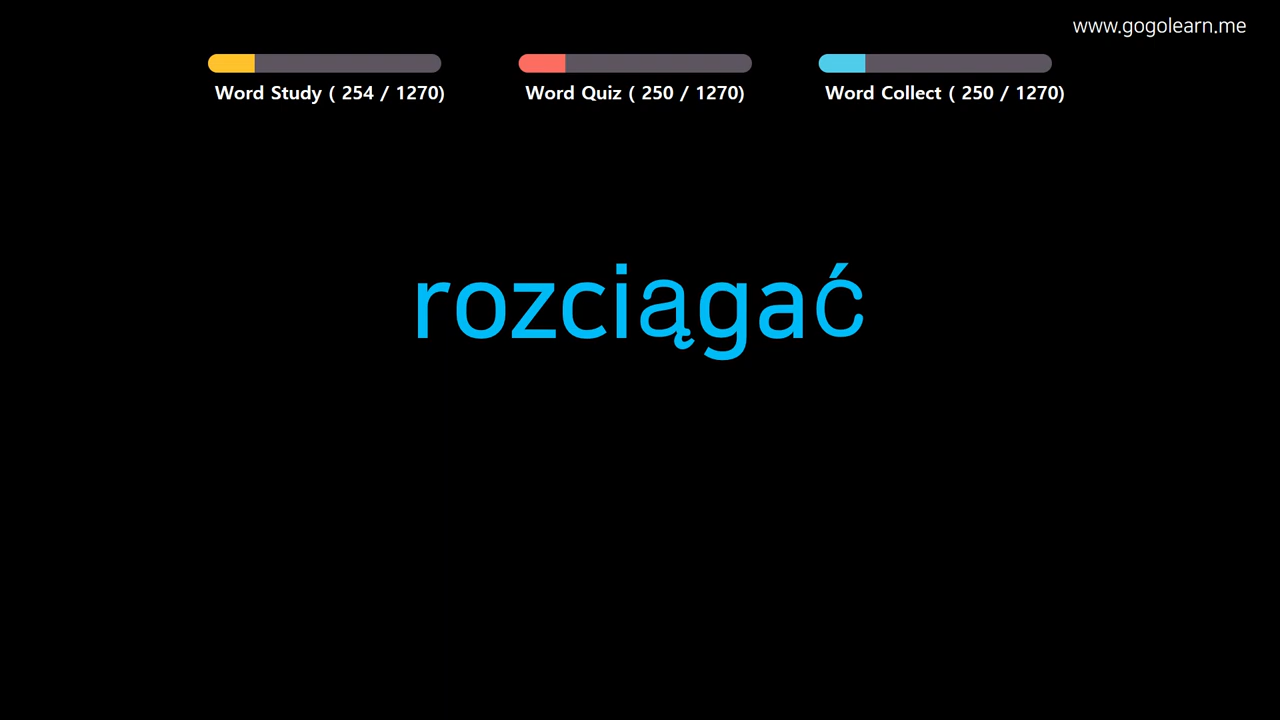 www.gogolearn.me
Word Study ( 254 / 1270)
Word Quiz ( 250 / 1270)
Word Collect ( 250 / 1270)
rozciągać